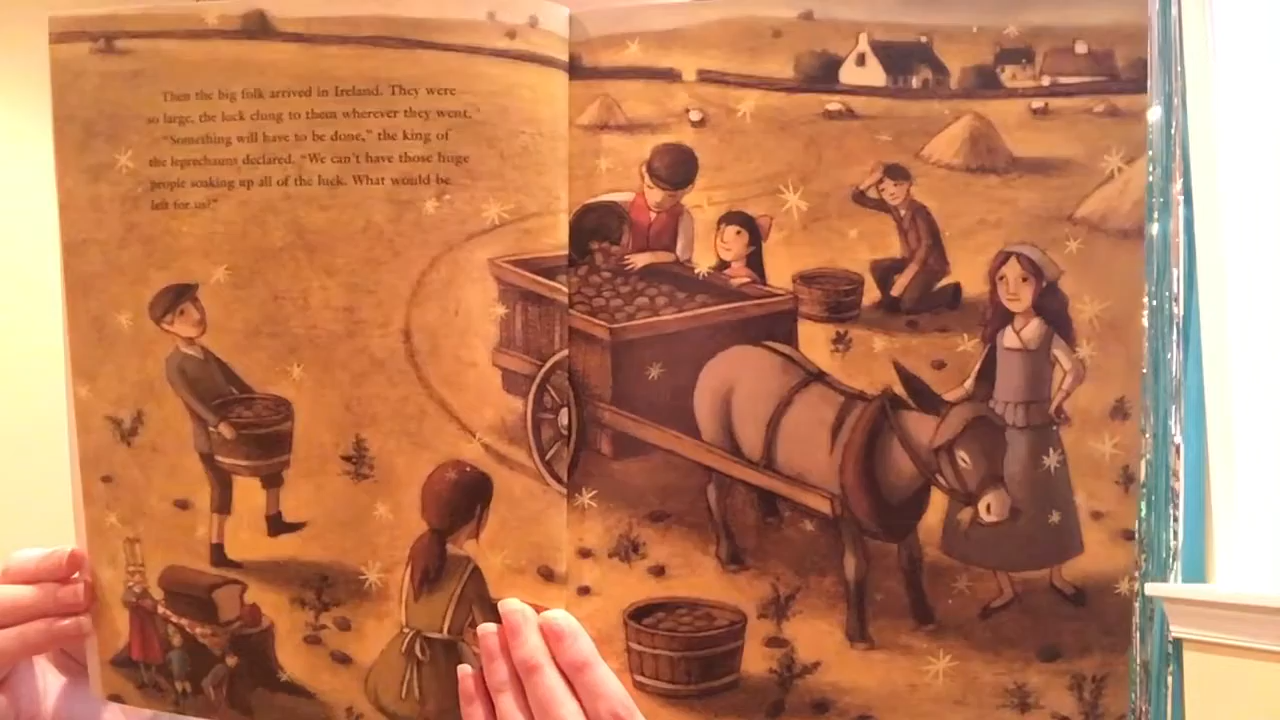 Then the big folk arrived in Ireland. They were
so large, the luck clung to them wherever they went.
"Something will have to be done," the king of
the leprechauns declared. "We can't have those huge
people soaking up all of the luck. What would be
left for us?"